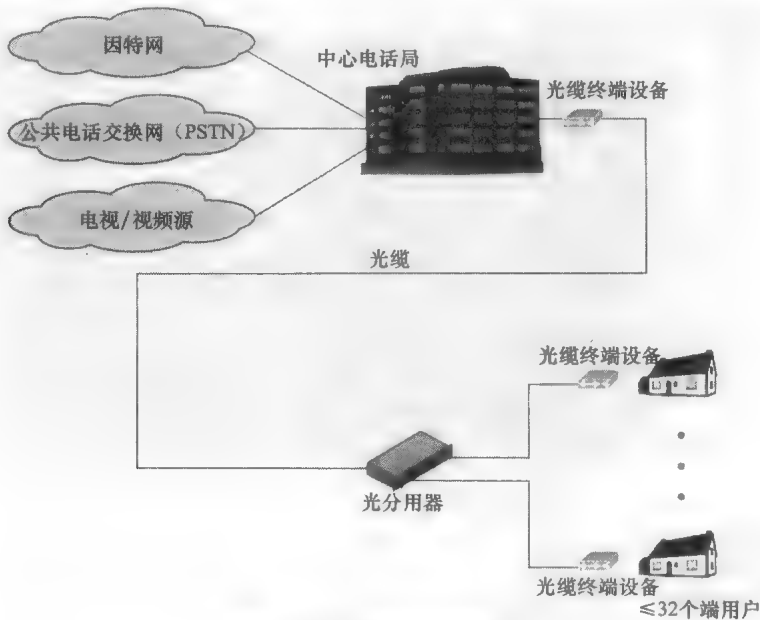 因特网
中心电话局
光缆终端设备
公共电话交换网（PSTN）
电视/视频源
光缆
光缆终端设备
光分用器
光缆终端设备
≤32个端用户